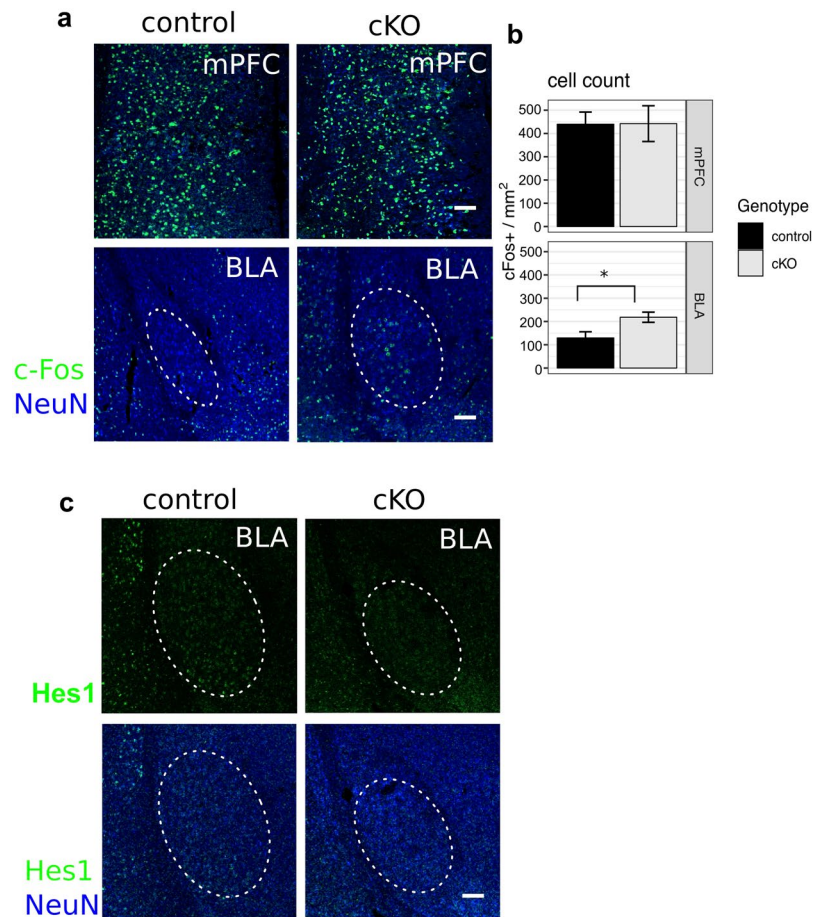 a
control
cKO
mPFC
mPFC
BLA
BLA
c-Fos
NeuN
b
cell count
cFos+ / mm²
500
400
300
200
100
0
mPFC
500
400
300
200
100
0
*
BLA
Genotype
control
cKO
c
control
cKO
BLA
BLA
Hes1
Hes1
NeuN